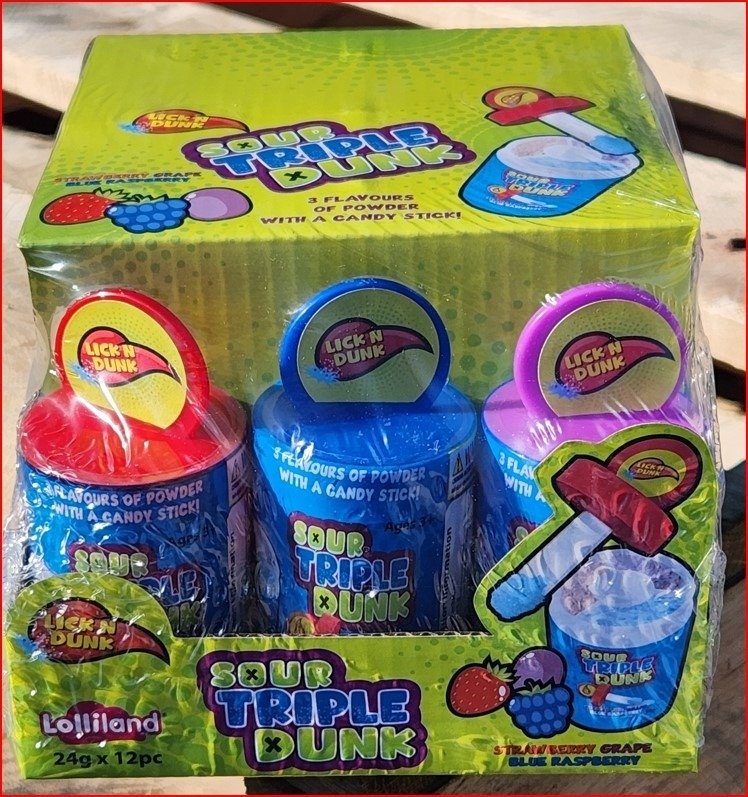 LICK'N
DUNK
SOUR
TRIPLE
DUNK
STRAWBERRY GRAPE
BLUE RASPBERRY
3 FLAVOURS
OF POWDER
WITH A CANDY STICK!
SOUR
TRIPLE
DUNK
LICK'N
DUNK
LICK'N
DUNK
LICK'N
DUNK
3 FLAVOURS OF POWDER
WITH A CANDY STICK!
SOUR
3 FLAVOURS OF POWDER
WITH A CANDY STICK!
Ages 3+
SOUR
TRIPLE
DUNK
WITH A
LICK'N
DUNK
SOUR
TRIPLE
DUNK
LICK'N
DUNK
Lolliland
24g x 12pc
SOUR
TRIPLE
DUNK
STRAWBERRY GRAPE
BLUE RASPBERRY